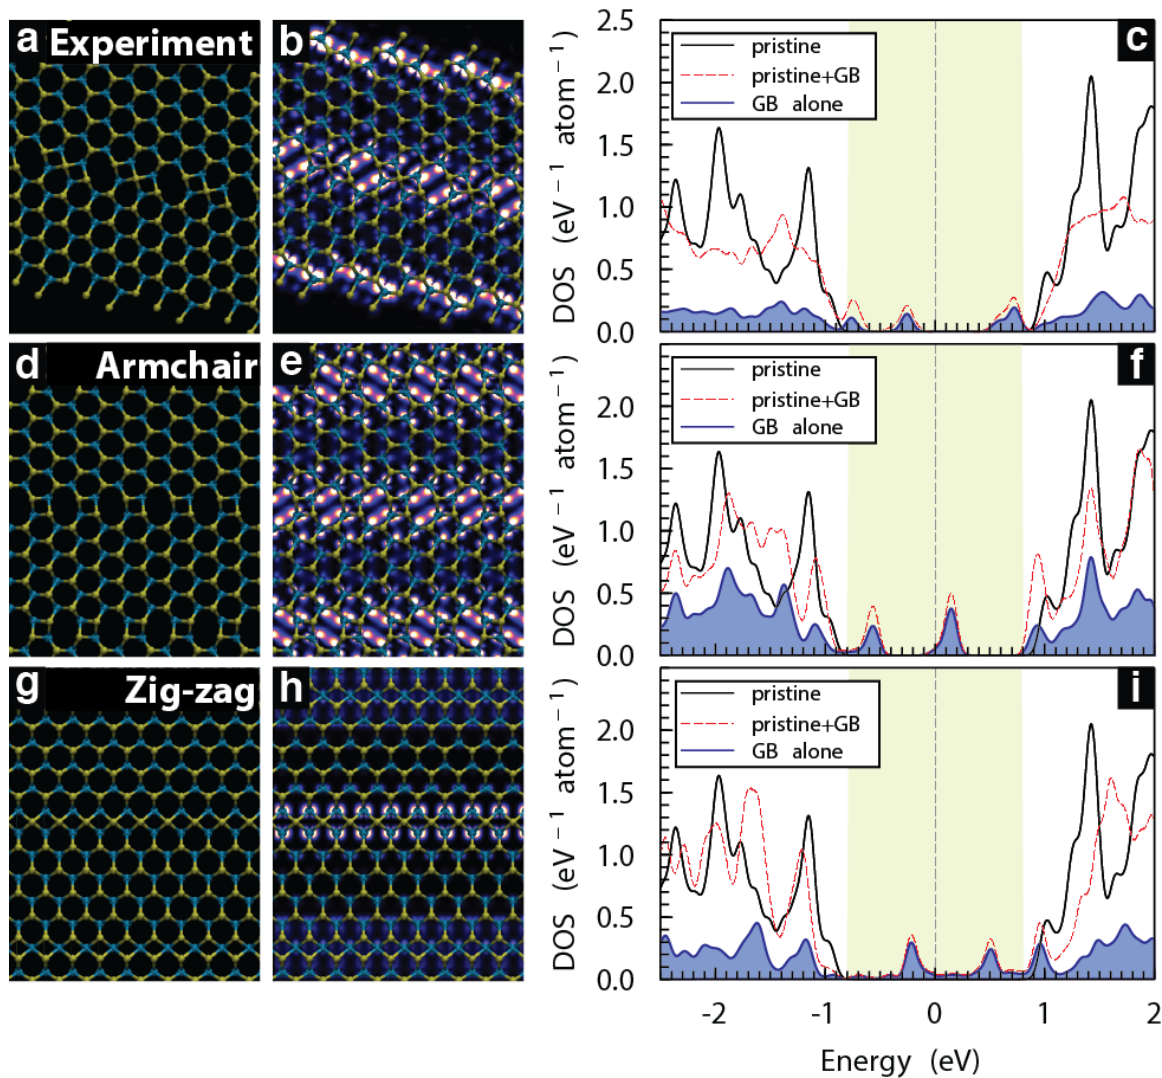 a Experiment
b
c
DOS (eV⁻¹ atom⁻¹)
2.5
2.0
1.5
1.0
0.5
0.0
pristine
pristine+GB
GB alone
d Armchair
e
f
DOS (eV⁻¹ atom⁻¹)
2.0
1.5
1.0
0.5
0.0
pristine
pristine+GB
GB alone
g Zig-zag
h
i
DOS (eV⁻¹ atom⁻¹)
2.0
1.5
1.0
0.5
0.0
pristine
pristine+GB
GB alone
-2 -1 0 1 2
Energy (eV)